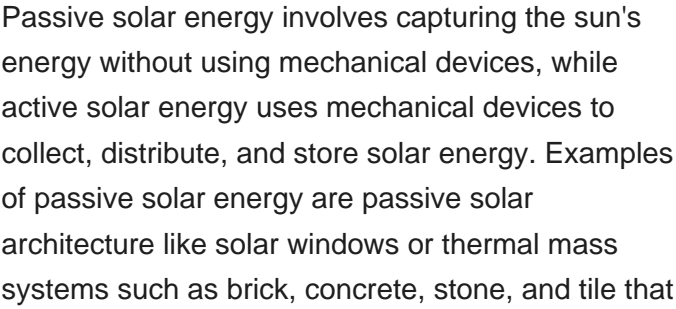 Passive solar energy involves capturing the sun's
energy without using mechanical devices, while
active solar energy uses mechanical devices to
collect, distribute, and store solar energy. Examples
of passive solar energy are passive solar
architecture like solar windows or thermal mass
systems such as brick, concrete, stone, and tile that